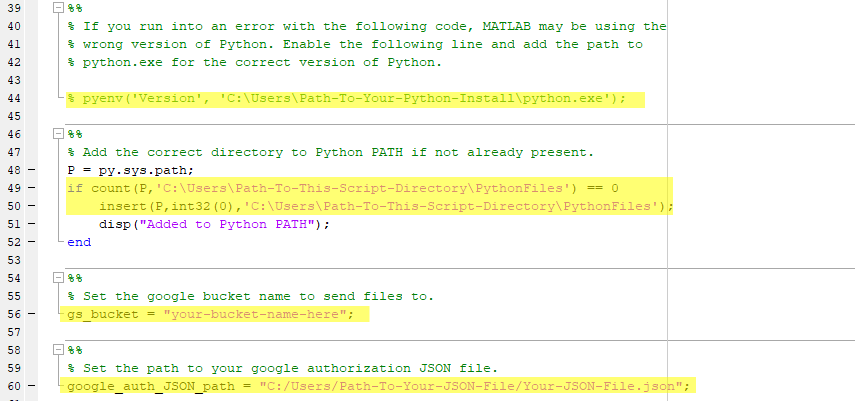 39 %%
40 % If you run into an error with the following code, MATLAB may be using the
41 % wrong version of Python. Enable the following line and add the path to
42 % python.exe for the correct version of Python.
43
44 % pyenv('Version', 'C:\Users\Path-To-Your-Python-Install\python.exe');
45
46 %%
47 % Add the correct directory to Python PATH if not already present.
48 P = py.sys.path;
49 if count(P,'C:\Users\Path-To-This-Script-Directory\PythonFiles') == 0
50 insert(P,int32(0),'C:\Users\Path-To-This-Script-Directory\PythonFiles');
51 disp("Added to Python PATH");
52 end
53
54 %%
55 % Set the google bucket name to send files to.
56 gs_bucket = "your-bucket-name-here";
57
58 %%
59 % Set the path to your google authorization JSON file.
60 google_auth_JSON_path = "C:/Users/Path-To-Your-JSON-File/Your-JSON-File.json";